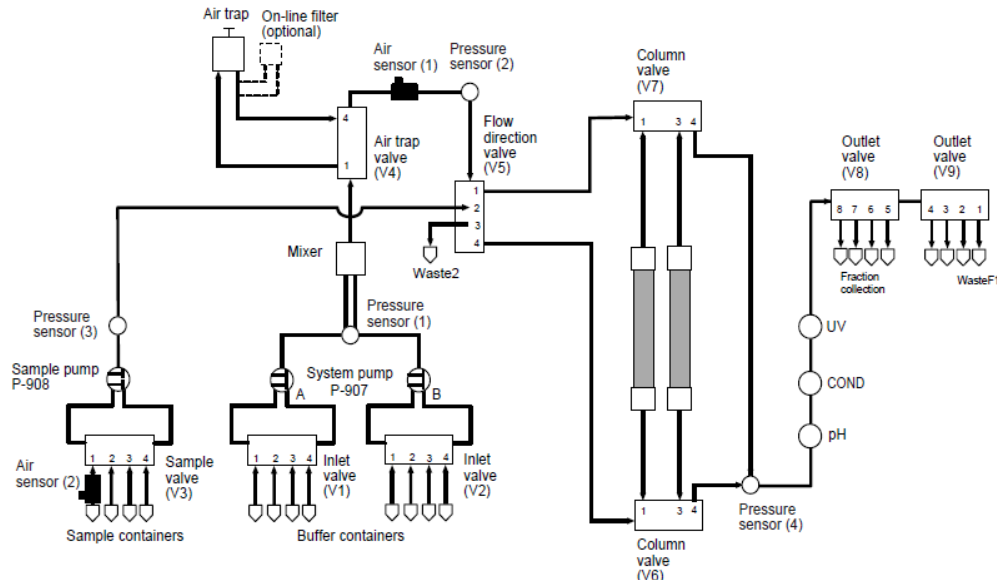 Air trap
On-line filter
(optional)
Air
sensor (1)
Pressure
sensor (2)
Column
valve
(V7)
4
1
Air trap
valve
(V4)
Flow
direction
valve
(V5)
1
3
4
Outlet
valve
(V8)
Outlet
valve
(V9)
1
2
3
4
8
7
6
5
4
3
2
1
Mixer
Waste2
Fraction
collection
WasteF1
Pressure
sensor (3)
Pressure
sensor (1)
UV
Sample pump
P-908
System pump
P-907
A
B
COND
pH
1
2
3
4
1
2
3
4
1
2
3
4
Air
sensor (2)
Sample
valve
(V3)
Inlet
valve
(V1)
Inlet
valve
(V2)
1
3
4
Pressure
sensor (4)
Sample containers
Buffer containers
Column
valve
(V6)